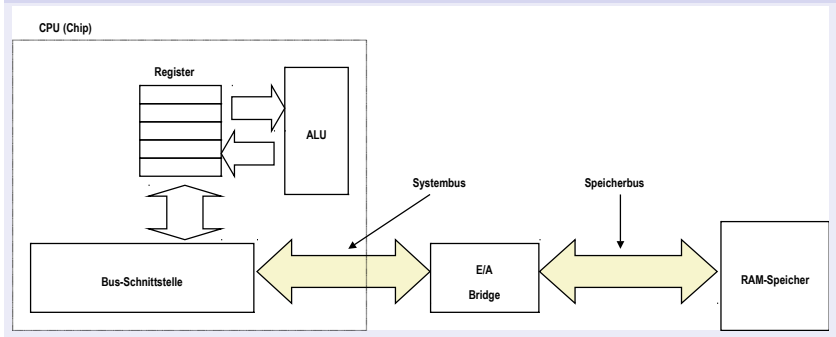 CPU (Chip)
Register
ALU
Systembus
Speicherbus
Bus-Schnittstelle
E/A
Bridge
RAM-Speicher